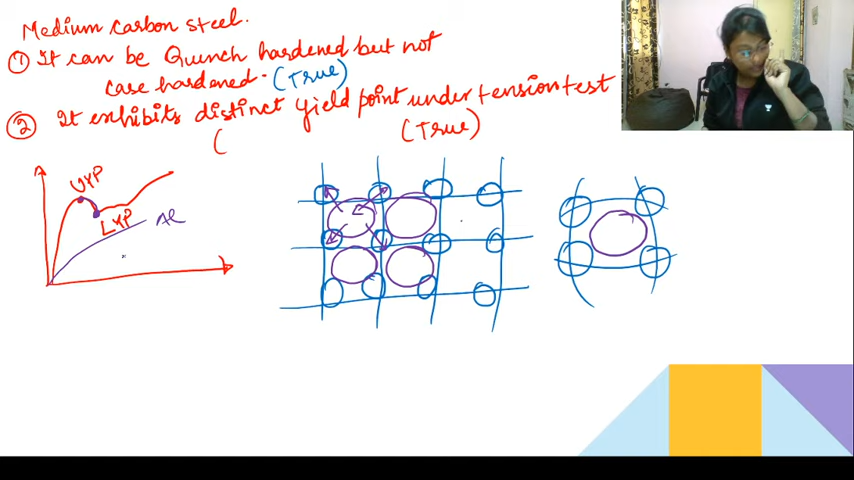 Medium carbon steel.
① It can be Quench hardened but not
case hardened. (True)
② It exhibits distinct yield point under tension test
( (True)
UYP
LYP
Al